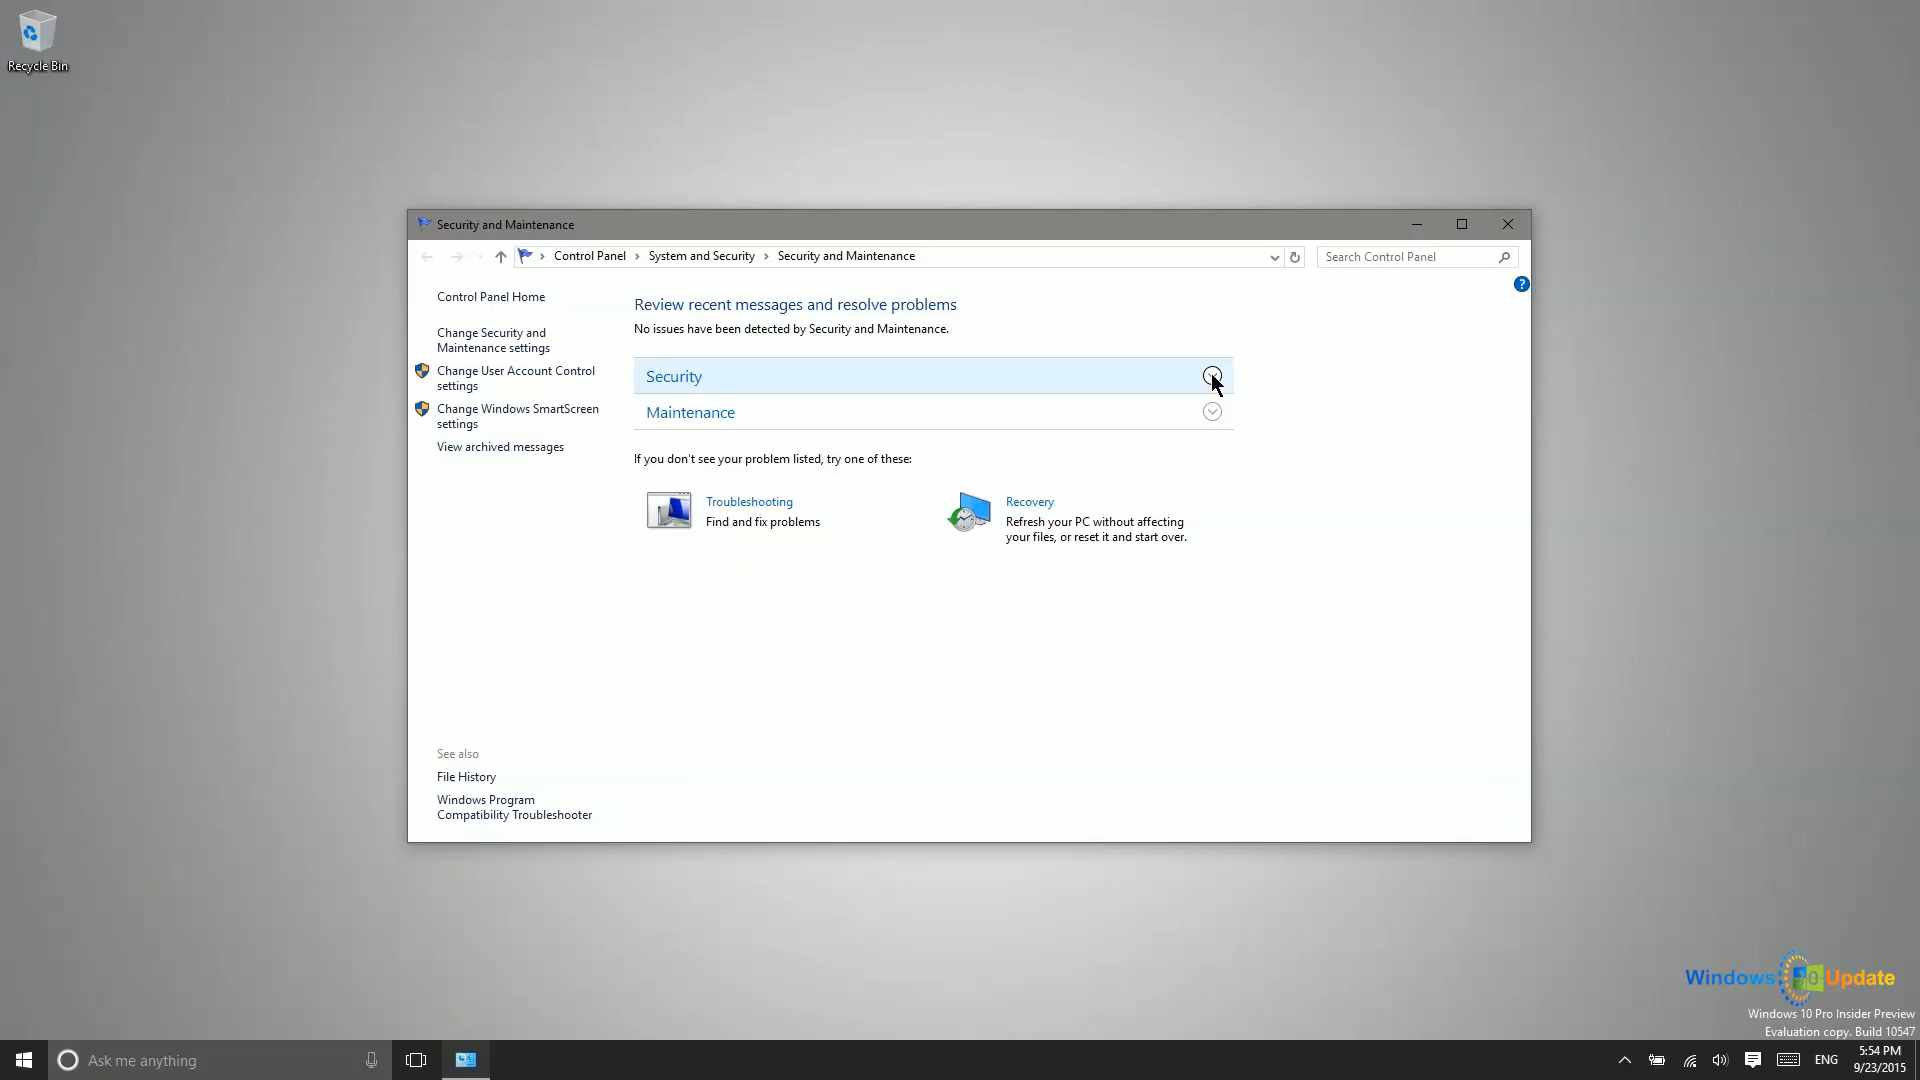 Recycle Bin
Security and Maintenance
Control Panel
System and Security
Security and Maintenance
Search Control Panel
?
Control Panel Home
Change Security and
Maintenance settings
Change User Account Control
settings
Change Windows SmartScreen
settings
View archived messages
Review recent messages and resolve problems
No issues have been detected by Security and Maintenance.
Security
Maintenance
If you don't see your problem listed, try one of these:
Troubleshooting
Find and fix problems
Recovery
Refresh your PC without affecting
your files, or reset it and start over.
See also
File History
Windows Program
Compatibility Troubleshooter
Windows 10 Update
Windows 10 Pro Insider Preview
Evaluation copy. Build 10547
Ask me anything
ENG
5:54 PM
9/23/2015